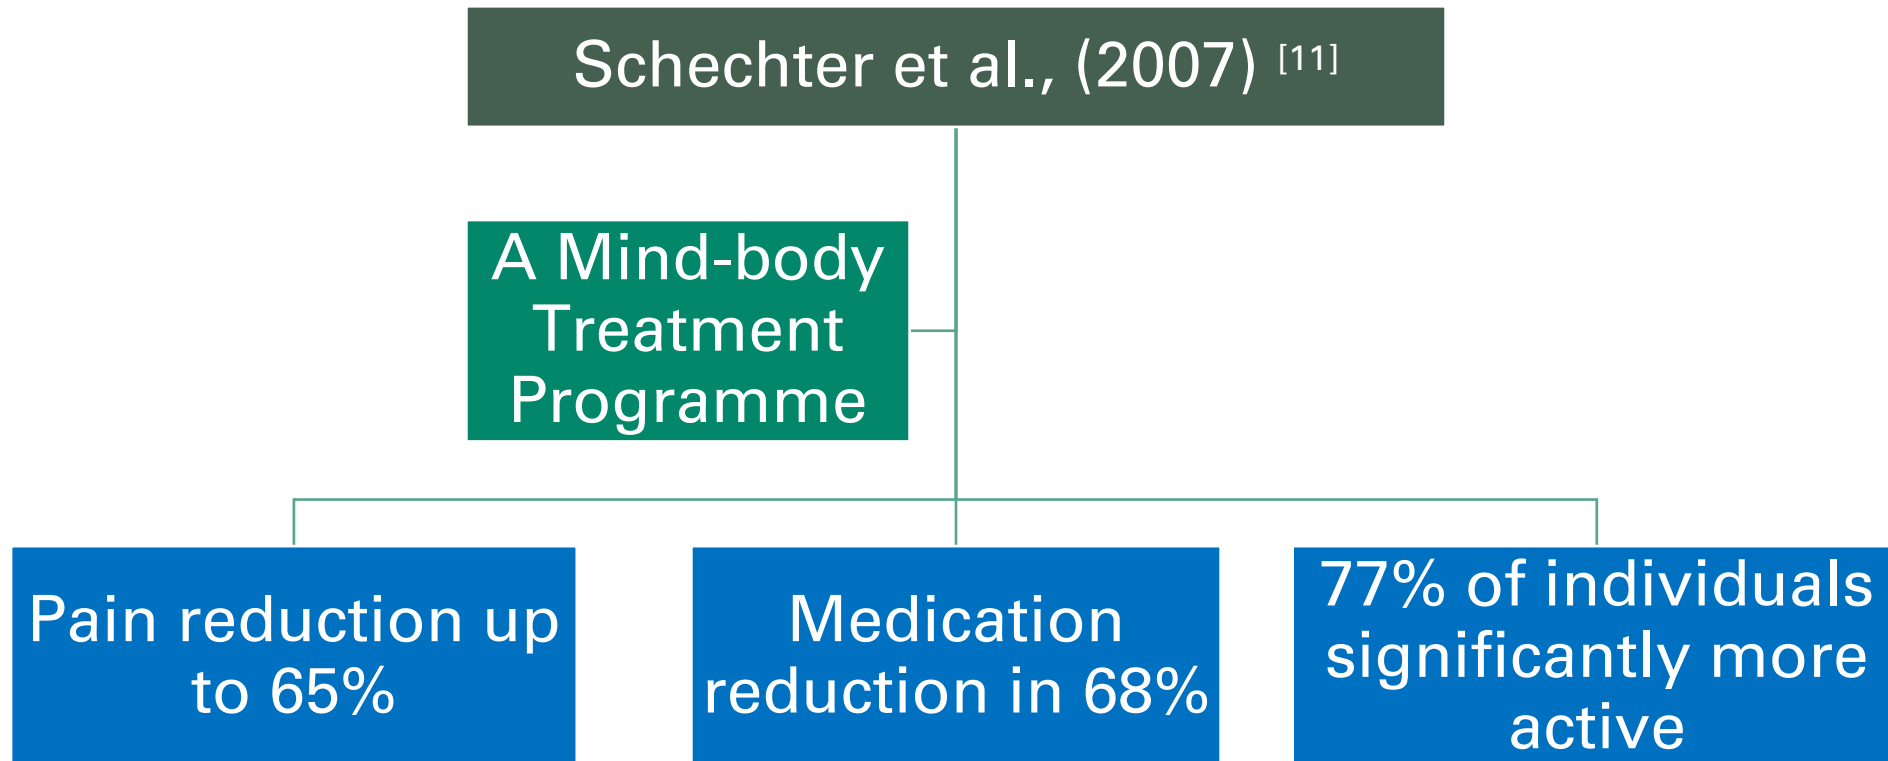 Schechter et al., (2007) [11]
A Mind-body
Treatment
Programme
Pain reduction up
to 65%
Medication
reduction in 68%
77% of individuals
significantly more
active